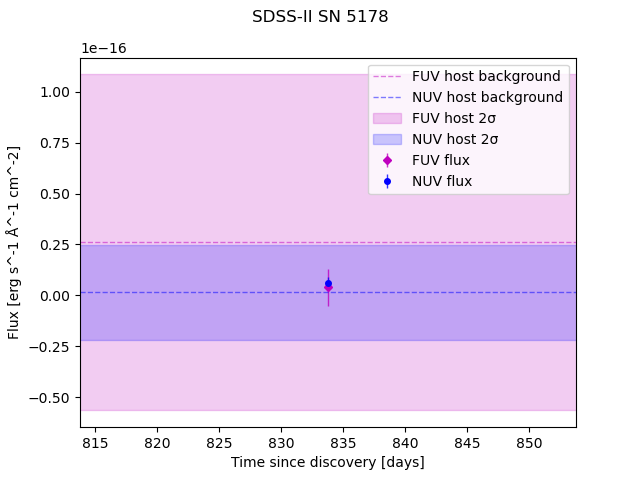 SDSS-II SN 5178
1e−16
FUV host background
NUV host background
FUV host 2σ
NUV host 2σ
FUV flux
NUV flux
1.00
0.75
0.50
0.25
0.00
−0.25
−0.50
Flux [erg s^-1 Å^-1 cm^-2]
815 820 825 830 835 840 845 850
Time since discovery [days]